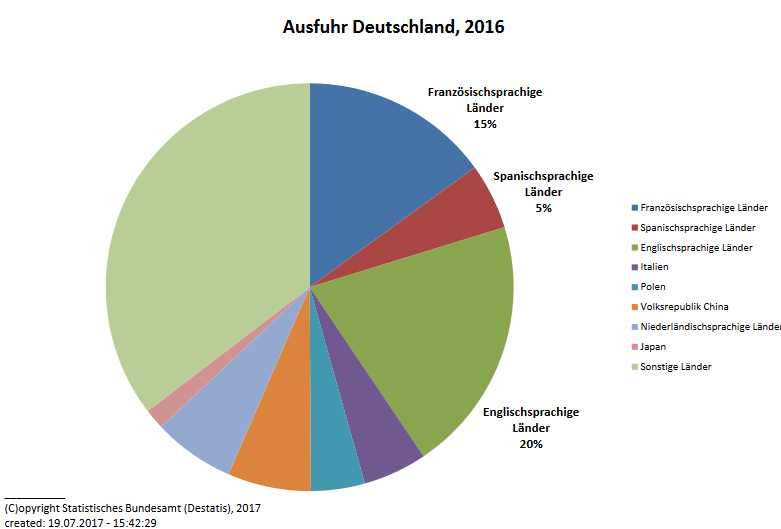 Ausfuhr Deutschland, 2016
Französischsprachige
Länder
15%
Spanischsprachige
Länder
5%
Englischsprachige
Länder
20%
Französischsprachige Länder
Spanischsprachige Länder
Englischsprachige Länder
Italien
Polen
Volksrepublik China
Niederländischsprachige Länder
Japan
Sonstige Länder
(C)opyright Statistisches Bundesamt (Destatis), 2017
created: 19.07.2017 - 15:42:29